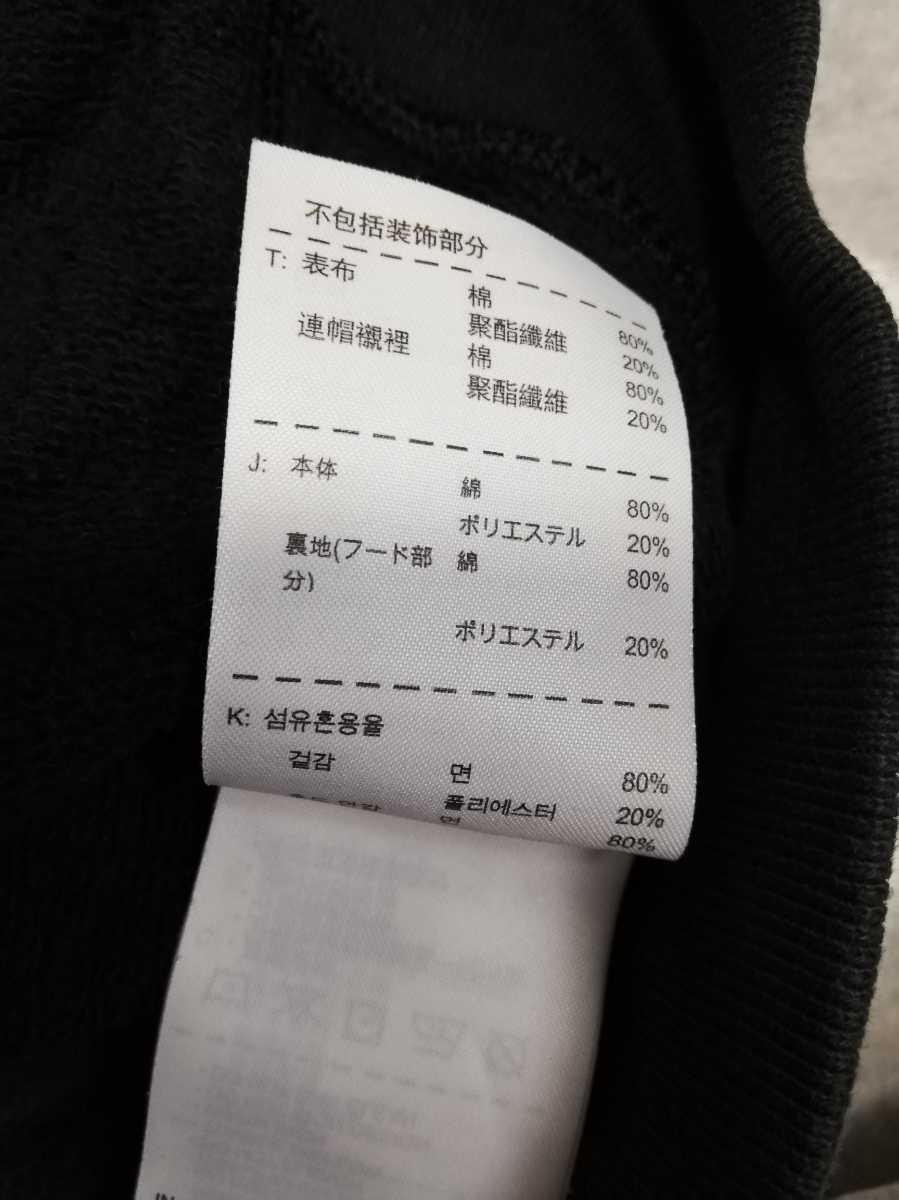 不包括装饰部分
T: 表布 棉 80%
聚酯纖維 20%
連帽襯裡 棉 80%
聚酯纖維 20%
J: 本体 綿 80%
ポリエステル 20%
裏地(フード部 綿 80%
分)
ポリエステル 20%
K: 섬유혼용율
겉감 면 80%
폴리에스터 20%
면 80%
IN